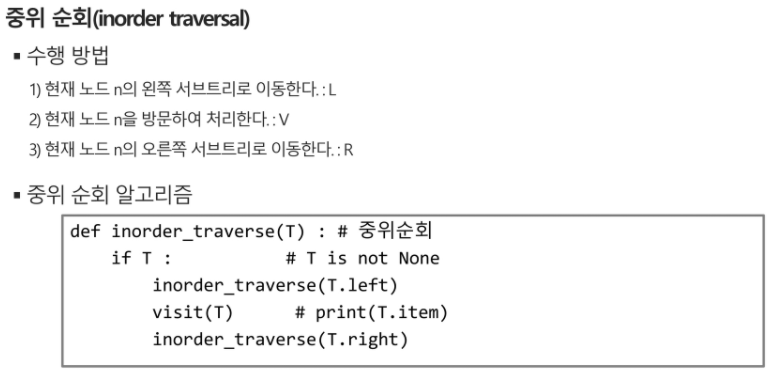 중위 순회(inorder traversal)
▪ 수행 방법
1) 현재 노드 n의 왼쪽 서브트리로 이동한다. : L
2) 현재 노드 n을 방문하여 처리한다. : V
3) 현재 노드 n의 오른쪽 서브트리로 이동한다. : R
▪ 중위 순회 알고리즘
def inorder_traverse(T) : # 중위순회
    if T :           # T is not None
        inorder_traverse(T.left)
        visit(T)      # print(T.item)
        inorder_traverse(T.right)